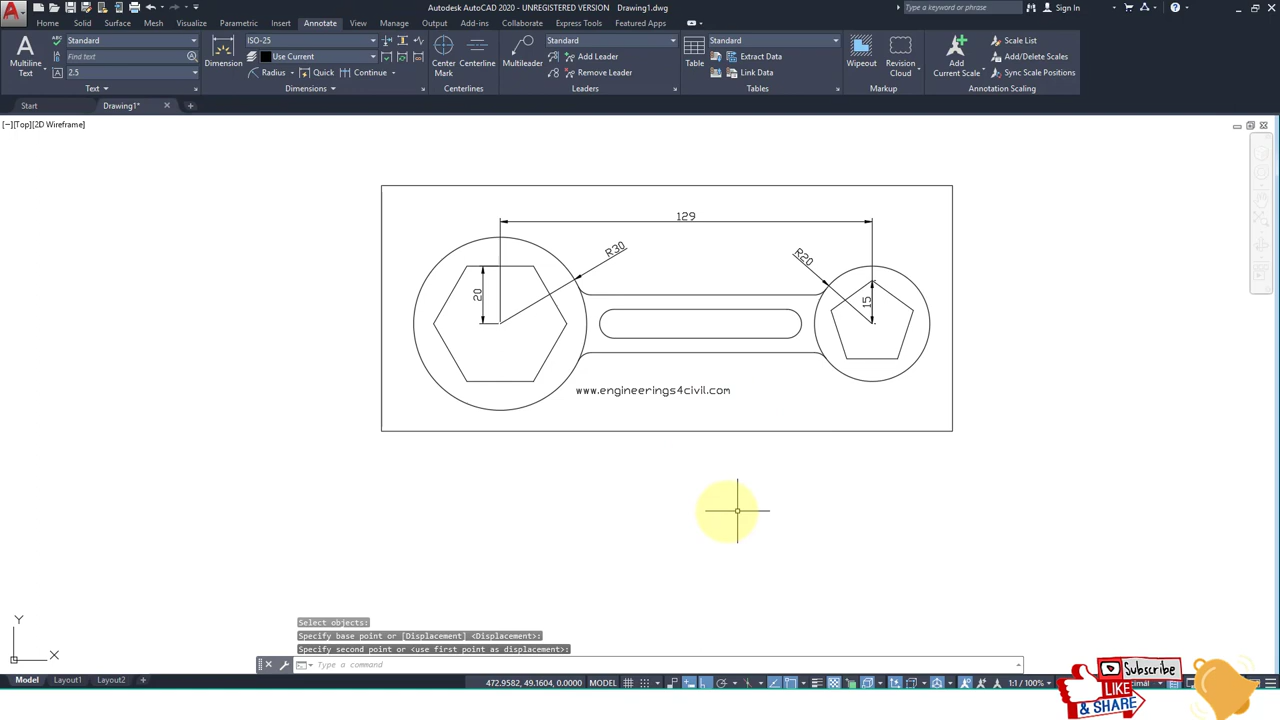 Autodesk AutoCAD 2020 - UNREGISTERED VERSION Drawing1.dwg
Type a keyword or phrase
Sign In
Home Solid Surface Mesh Visualize Parametric Insert Annotate View Manage Output Add-ins Collaborate Express Tools Featured Apps
Multiline Text
Standard
Find text
2.5
Text
Dimension
ISO-25
Use Current
Radius Quick Continue
Dimensions
Center Mark
Centerline
Centerlines
Multileader
Standard
Add Leader
Remove Leader
Leaders
Table
Standard
Extract Data
Link Data
Tables
Wipeout
Revision Cloud
Markup
Add Current Scale
Scale List
Add/Delete Scales
Sync Scale Positions
Annotation Scaling
Start Drawing1*
[−][Top][2D Wireframe]
129
R30
R20
20
15
www.engineerings4civil.com
Y
X
Select objects:
Specify base point or [Displacement] <Displacement>:
Specify second point or <use first point as displacement>:
Type a command
Model Layout1 Layout2
472.9582, 49.1604, 0.0000 MODEL
1:1 / 100%
Subscribe
LIKE
& SHARE